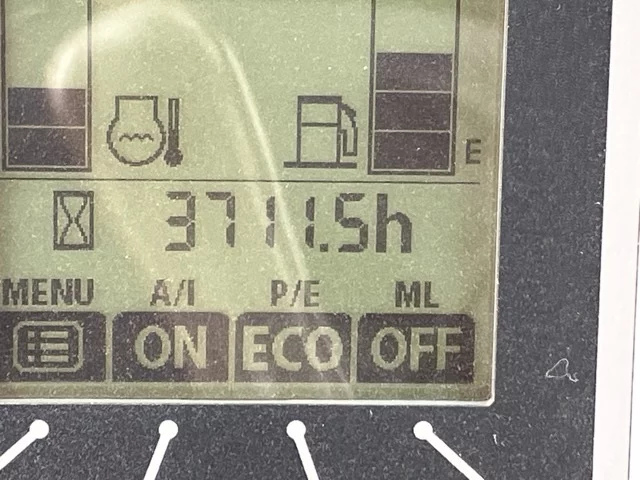 E
3711.5h
MENU A/I P/E ML
ON ECO OFF